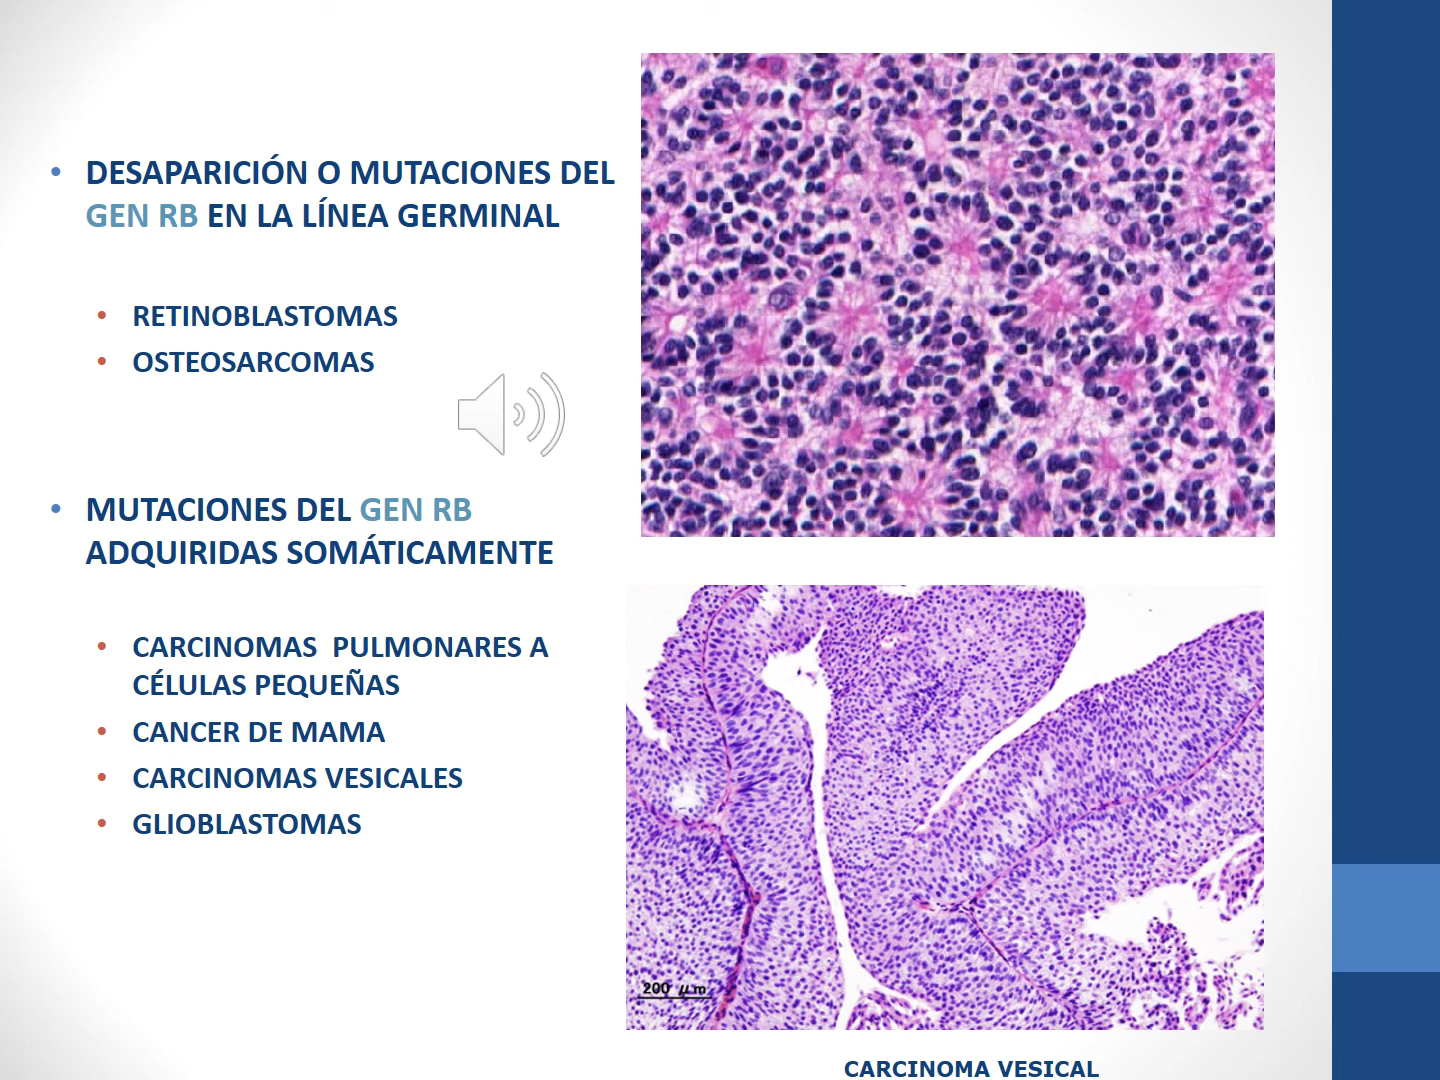 DESAPARICIÓN O MUTACIONES DEL
GEN RB EN LA LÍNEA GERMINAL
RETINOBLASTOMAS
OSTEOSARCOMAS
MUTACIONES DEL GEN RB
ADQUIRIDAS SOMÁTICAMENTE
CARCINOMAS PULMONARES A
CÉLULAS PEQUEÑAS
CANCER DE MAMA
CARCINOMAS VESICALES
GLIOBLASTOMAS
200 μm
CARCINOMA VESICAL